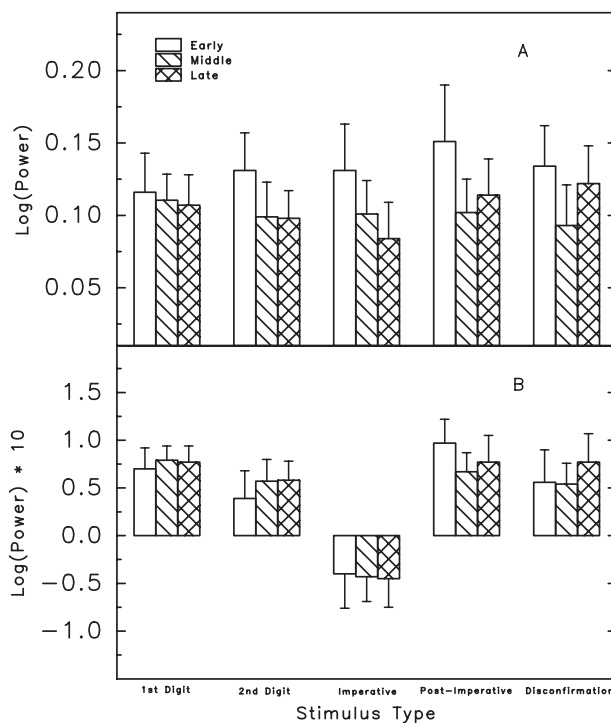 A
Early
Middle
Late
0.20
0.15
0.10
0.05
Log(Power)
B
1.5
1.0
0.5
0.0
−0.5
−1.0
Log(Power) * 10
1st Digit 2nd Digit Imperative Post-Imperative Disconfirmation
Stimulus Type